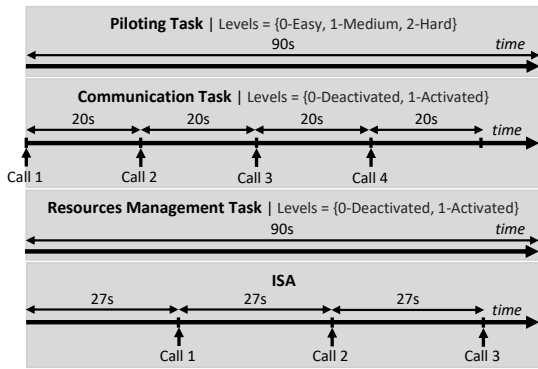 Piloting Task | Levels = {0-Easy, 1-Medium, 2-Hard}
90s time
Communication Task | Levels = {0-Deactivated, 1-Activated}
20s 20s 20s 20s time
Call 1 Call 2 Call 3 Call 4
Resources Management Task | Levels = {0-Deactivated, 1-Activated}
90s time
ISA
27s 27s 27s time
Call 1 Call 2 Call 3